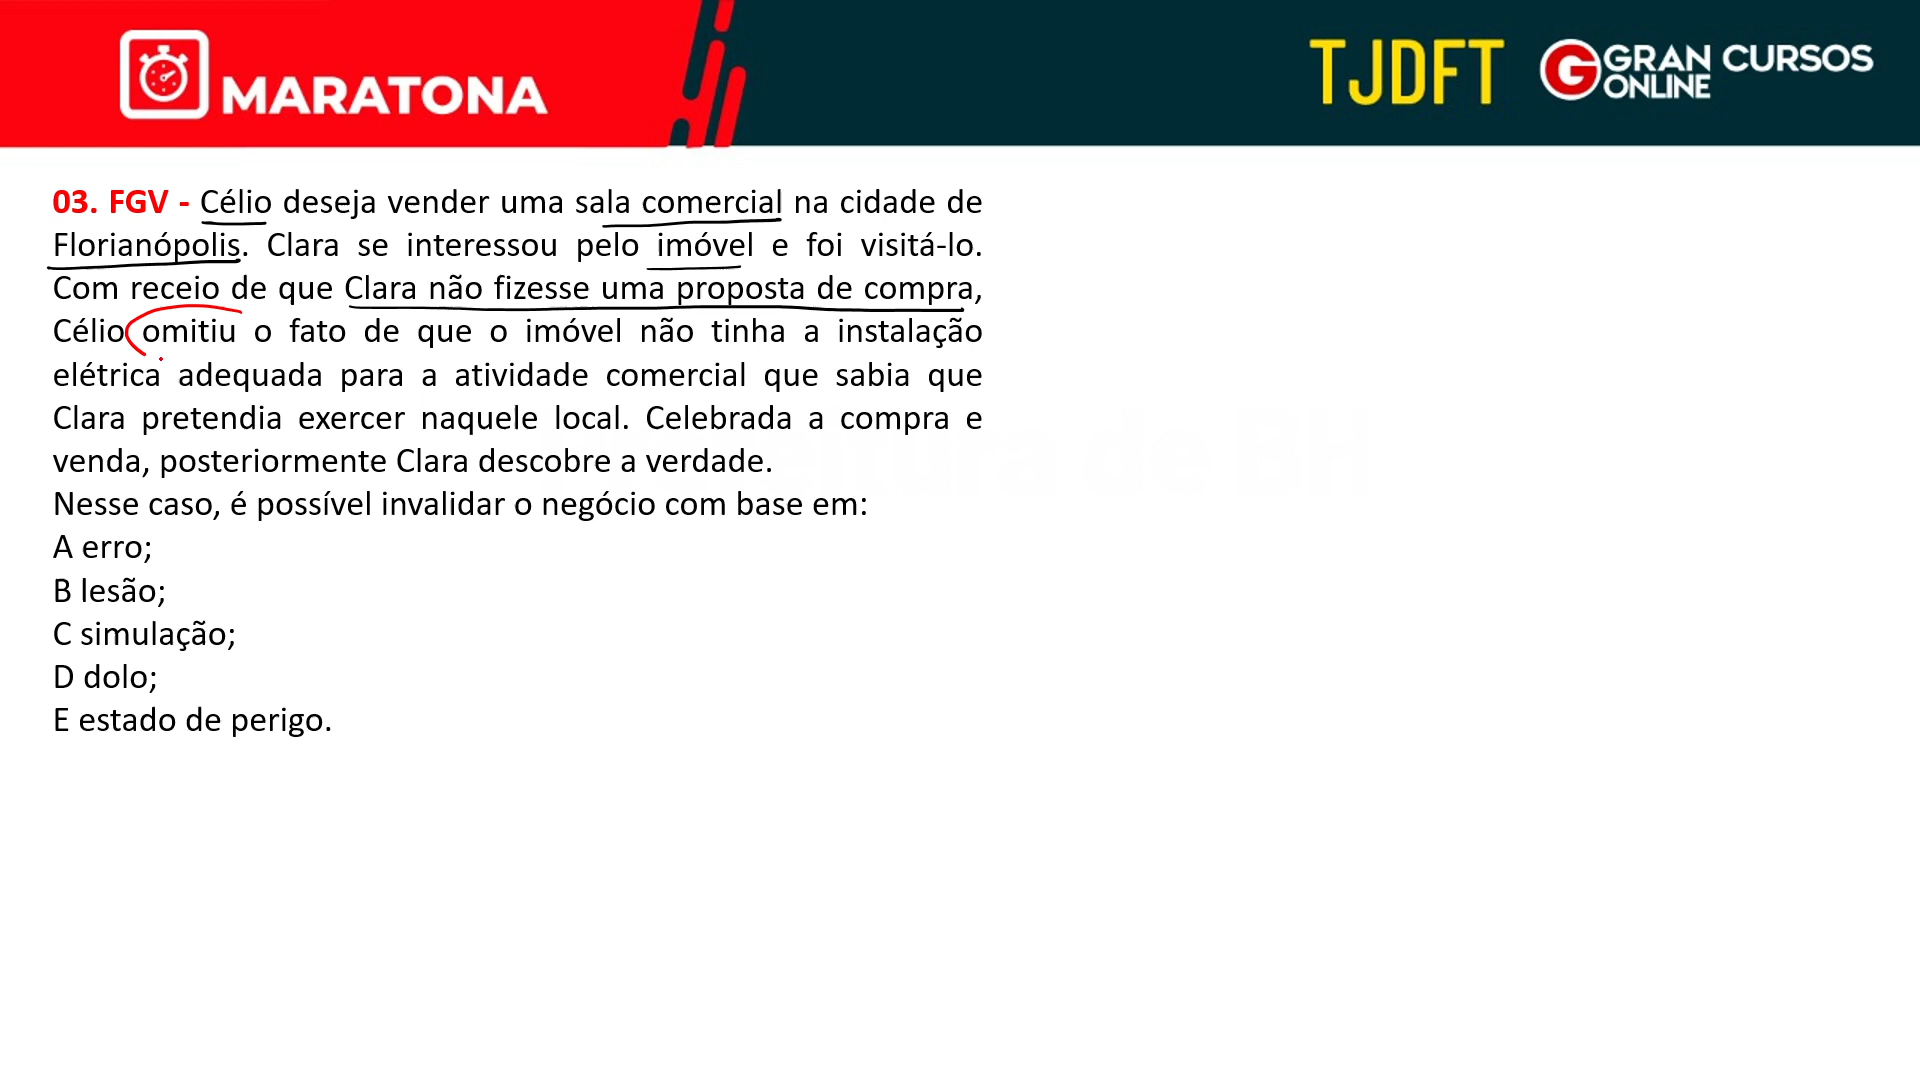 MARATONA
TJDFT
GRAN CURSOS
ONLINE
03. FGV - Célio deseja vender uma sala comercial na cidade de
Florianópolis. Clara se interessou pelo imóvel e foi visitá-lo.
Com receio de que Clara não fizesse uma proposta de compra,
Célio omitiu o fato de que o imóvel não tinha a instalação
elétrica adequada para a atividade comercial que sabia que
Clara pretendia exercer naquele local. Celebrada a compra e
venda, posteriormente Clara descobre a verdade.
Nesse caso, é possível invalidar o negócio com base em:
A erro;
B lesão;
C simulação;
D dolo;
E estado de perigo.